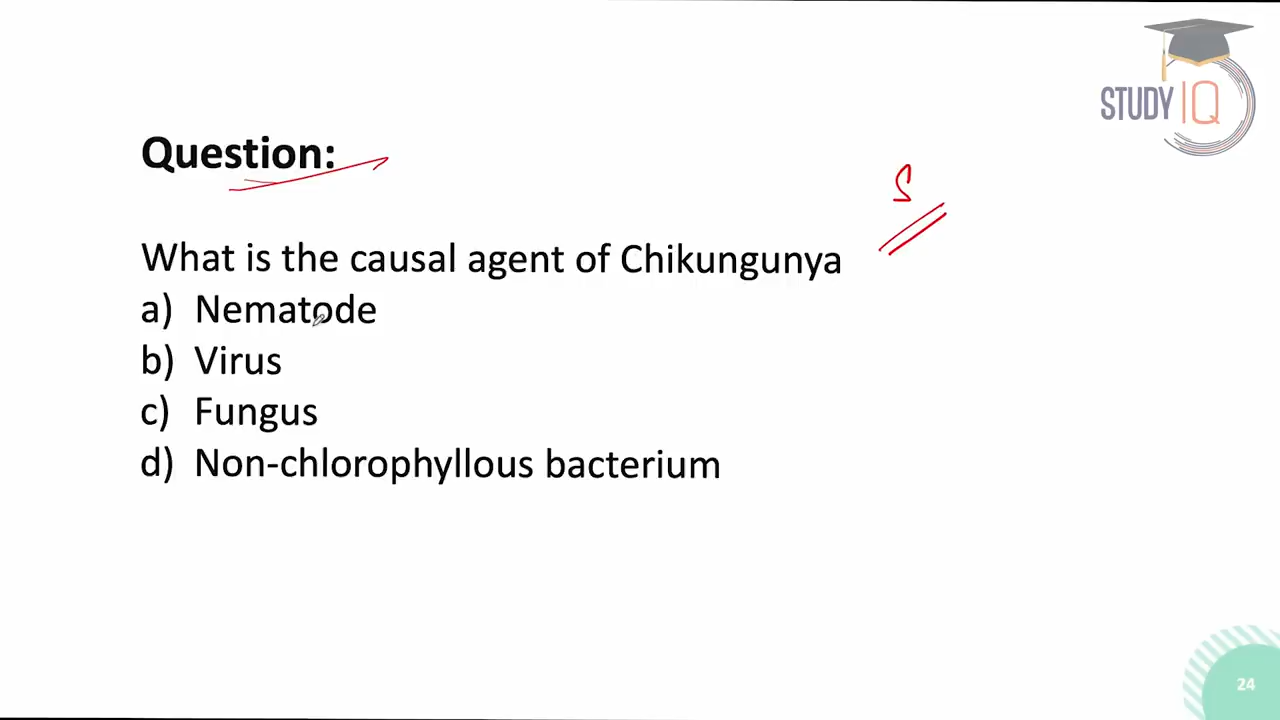 STUDY IQ
Question:
S
What is the causal agent of Chikungunya
a) Nematode
b) Virus
c) Fungus
d) Non-chlorophyllous bacterium
24